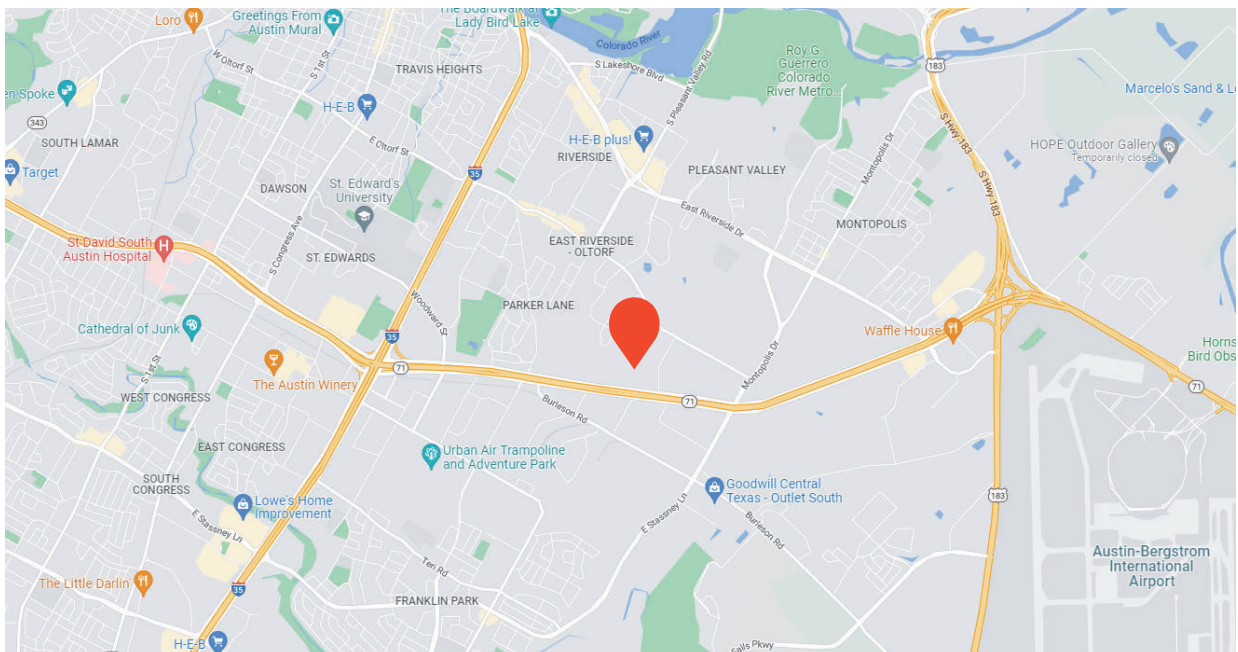 Loro
Greetings From
Austin Mural
The Boardwalk at
Lady Bird Lake
Colorado River
W Oltorf St
S 1st St
TRAVIS HEIGHTS
S Lakeshore Blvd
S Pleasant Valley Rd
Roy G
Guerrero
Colorado
River Metro...
183
S Hwy 183
Marcelo's Sand & Lo
en Spoke
343
SOUTH LAMAR
H-E-B
E Oltorf St
H-E-B plus!
RIVERSIDE
PLEASANT VALLEY
Montopolis Dr
HOPE Outdoor Gallery
Temporarily closed
Target
35
DAWSON
St. Edward's
University
S Congress Ave
East Riverside Dr
MONTOPOLIS
S Hwy 183
St David South
Austin Hospital
H
ST. EDWARDS
EAST RIVERSIDE
- OLTORF
Woodward St
PARKER LANE
Cathedral of Junk
S 1st St
35
Waffle House
Horns
Bird Obs
The Austin Winery
71
Montopolis Dr
WEST CONGRESS
71
71
Burleson Rd
EAST CONGRESS
Urban Air Trampoline
and Adventure Park
SOUTH
CONGRESS
Goodwill Central
Texas - Outlet South
183
Lowe's Home
Improvement
E Stassney Ln
E Stassney Ln
Burleson Rd
Teri Rd
Austin-Bergstrom
International
Airport
The Little Darlin'
35
FRANKLIN PARK
H-E-B
Falls Pkwy